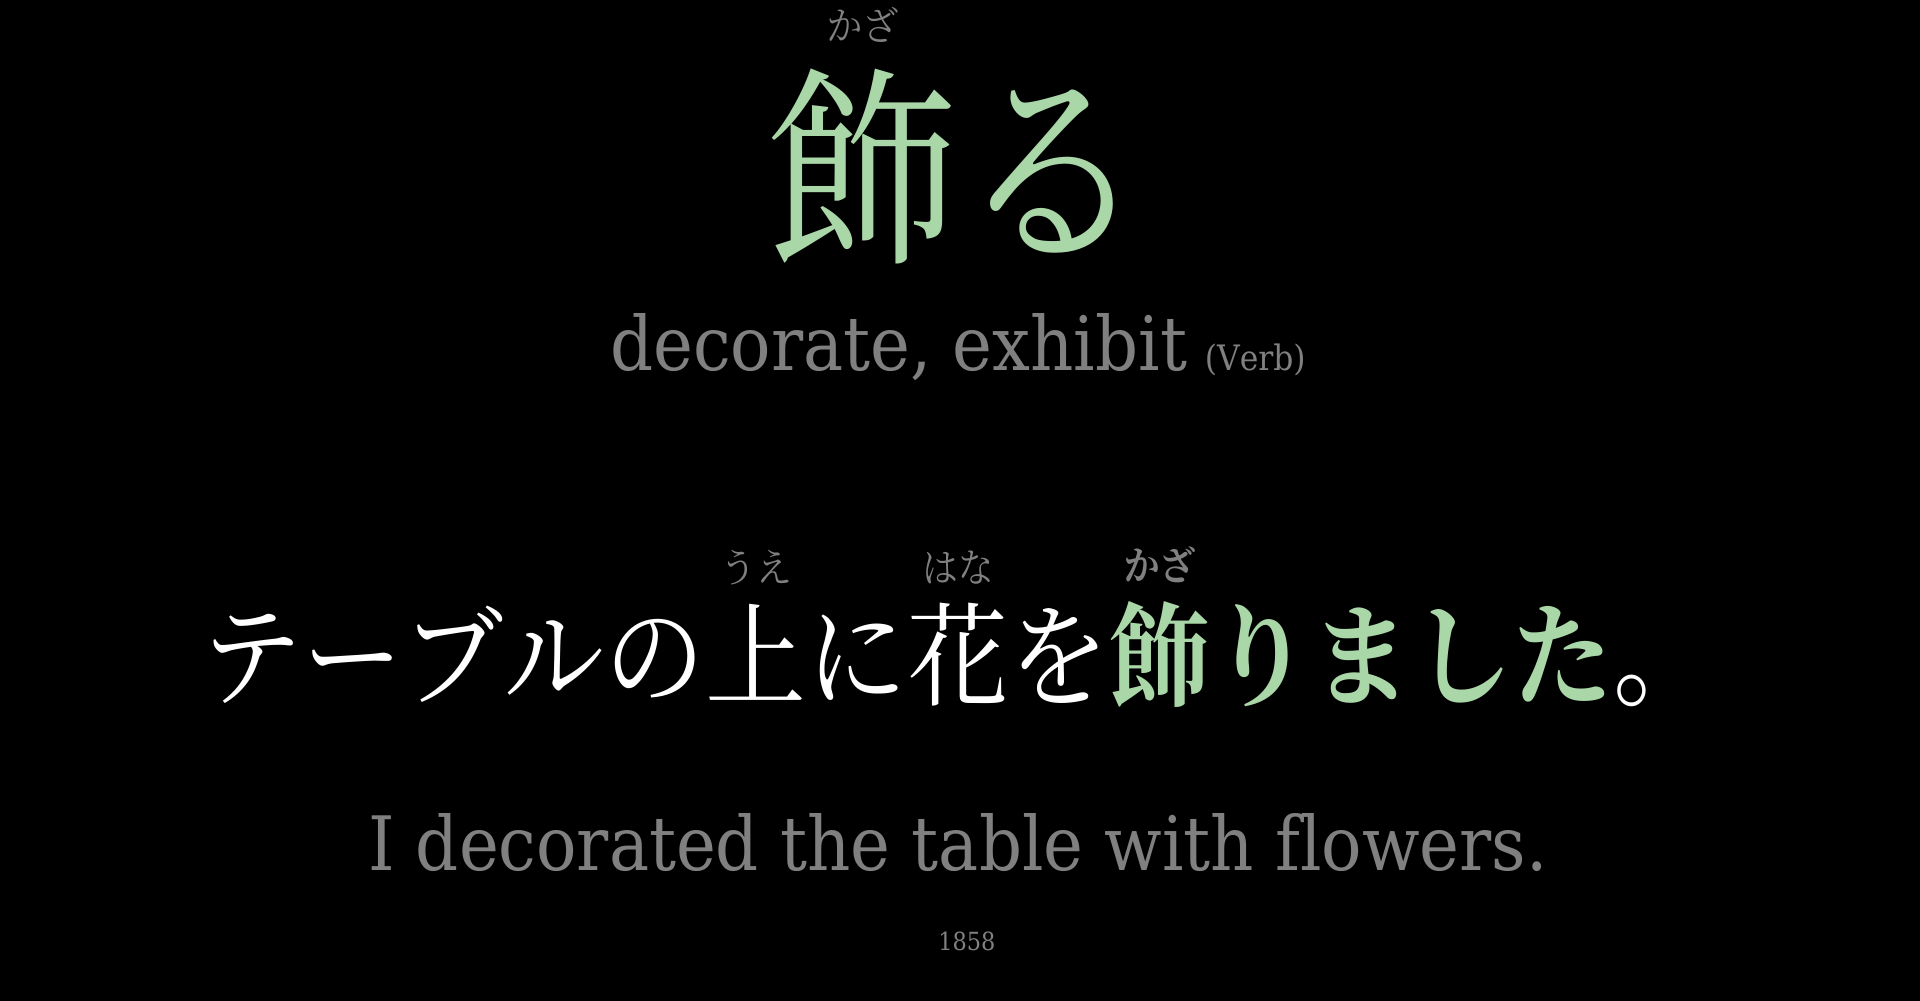 かざ
飾る
decorate, exhibit (Verb)
うえ はな かざ
テーブルの上に花を飾りました。
I decorated the table with flowers.
1858